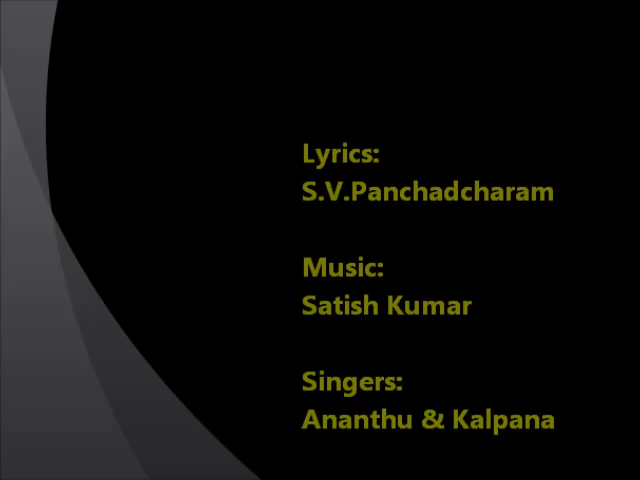 Lyrics:
S.V.Panchadcharam
Music:
Satish Kumar
Singers:
Ananthu & Kalpana